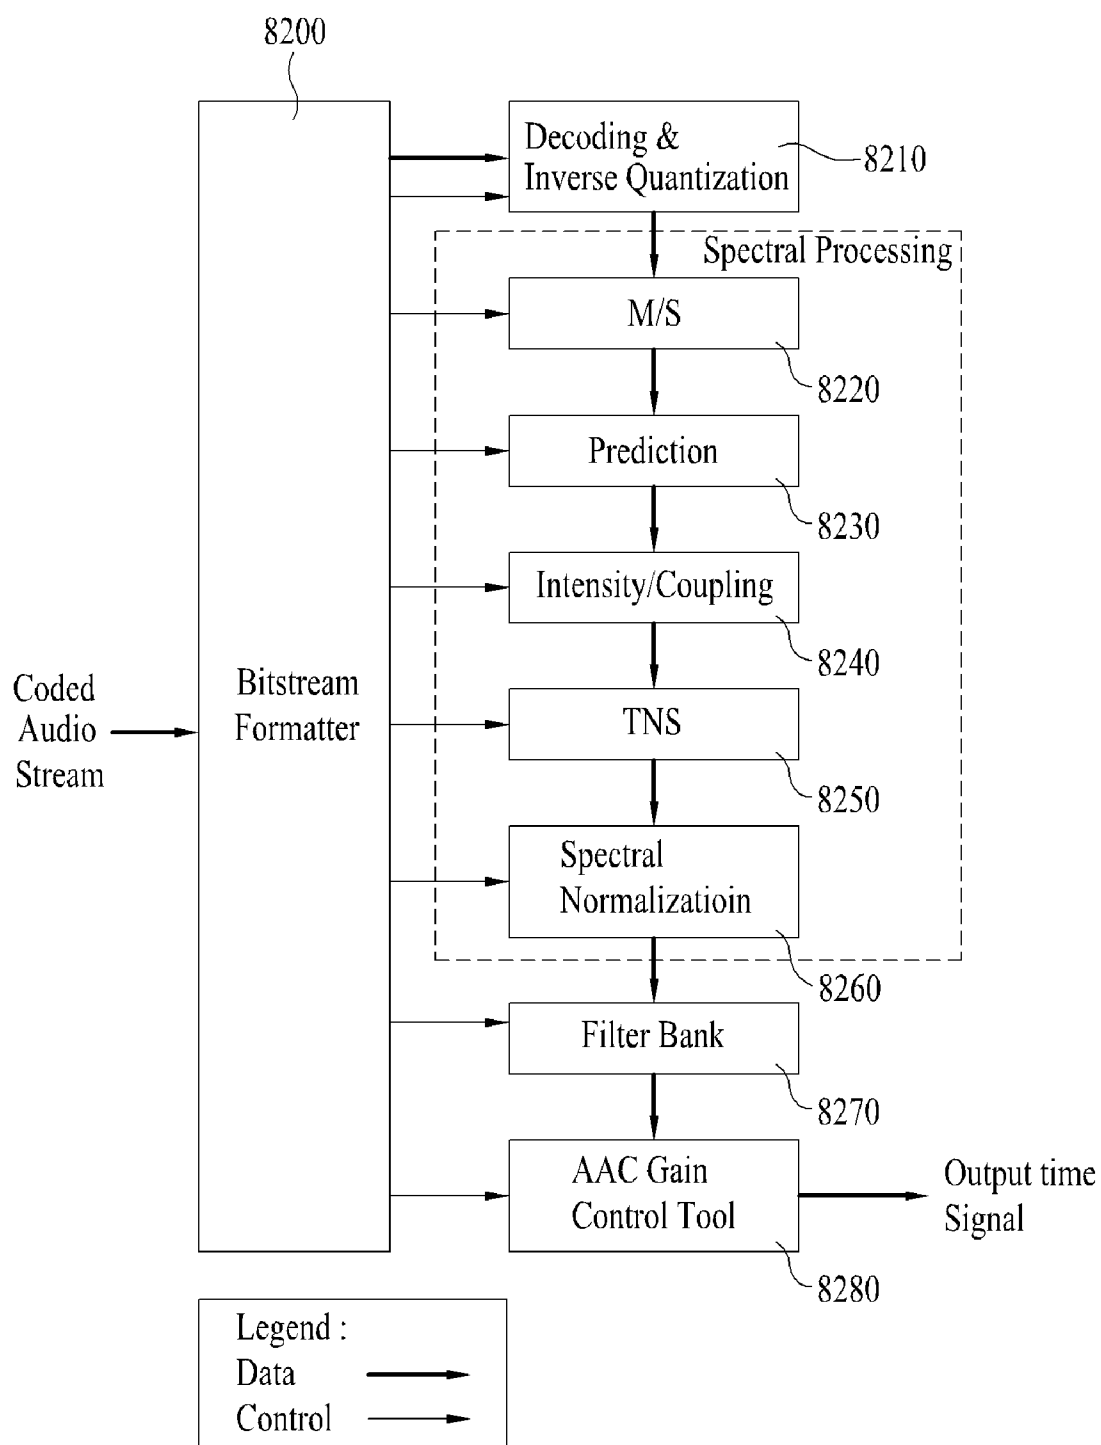 8200
Decoding &
Inverse Quantization
8210
Spectral Processing
M/S
8220
Prediction
8230
Intensity/Coupling
8240
Coded
Audio
Stream
Bitstream
Formatter
TNS
8250
Spectral
Normalizatioin
8260
Filter Bank
8270
AAC Gain
Control Tool
Output time
Signal
8280
Legend :
Data
Control